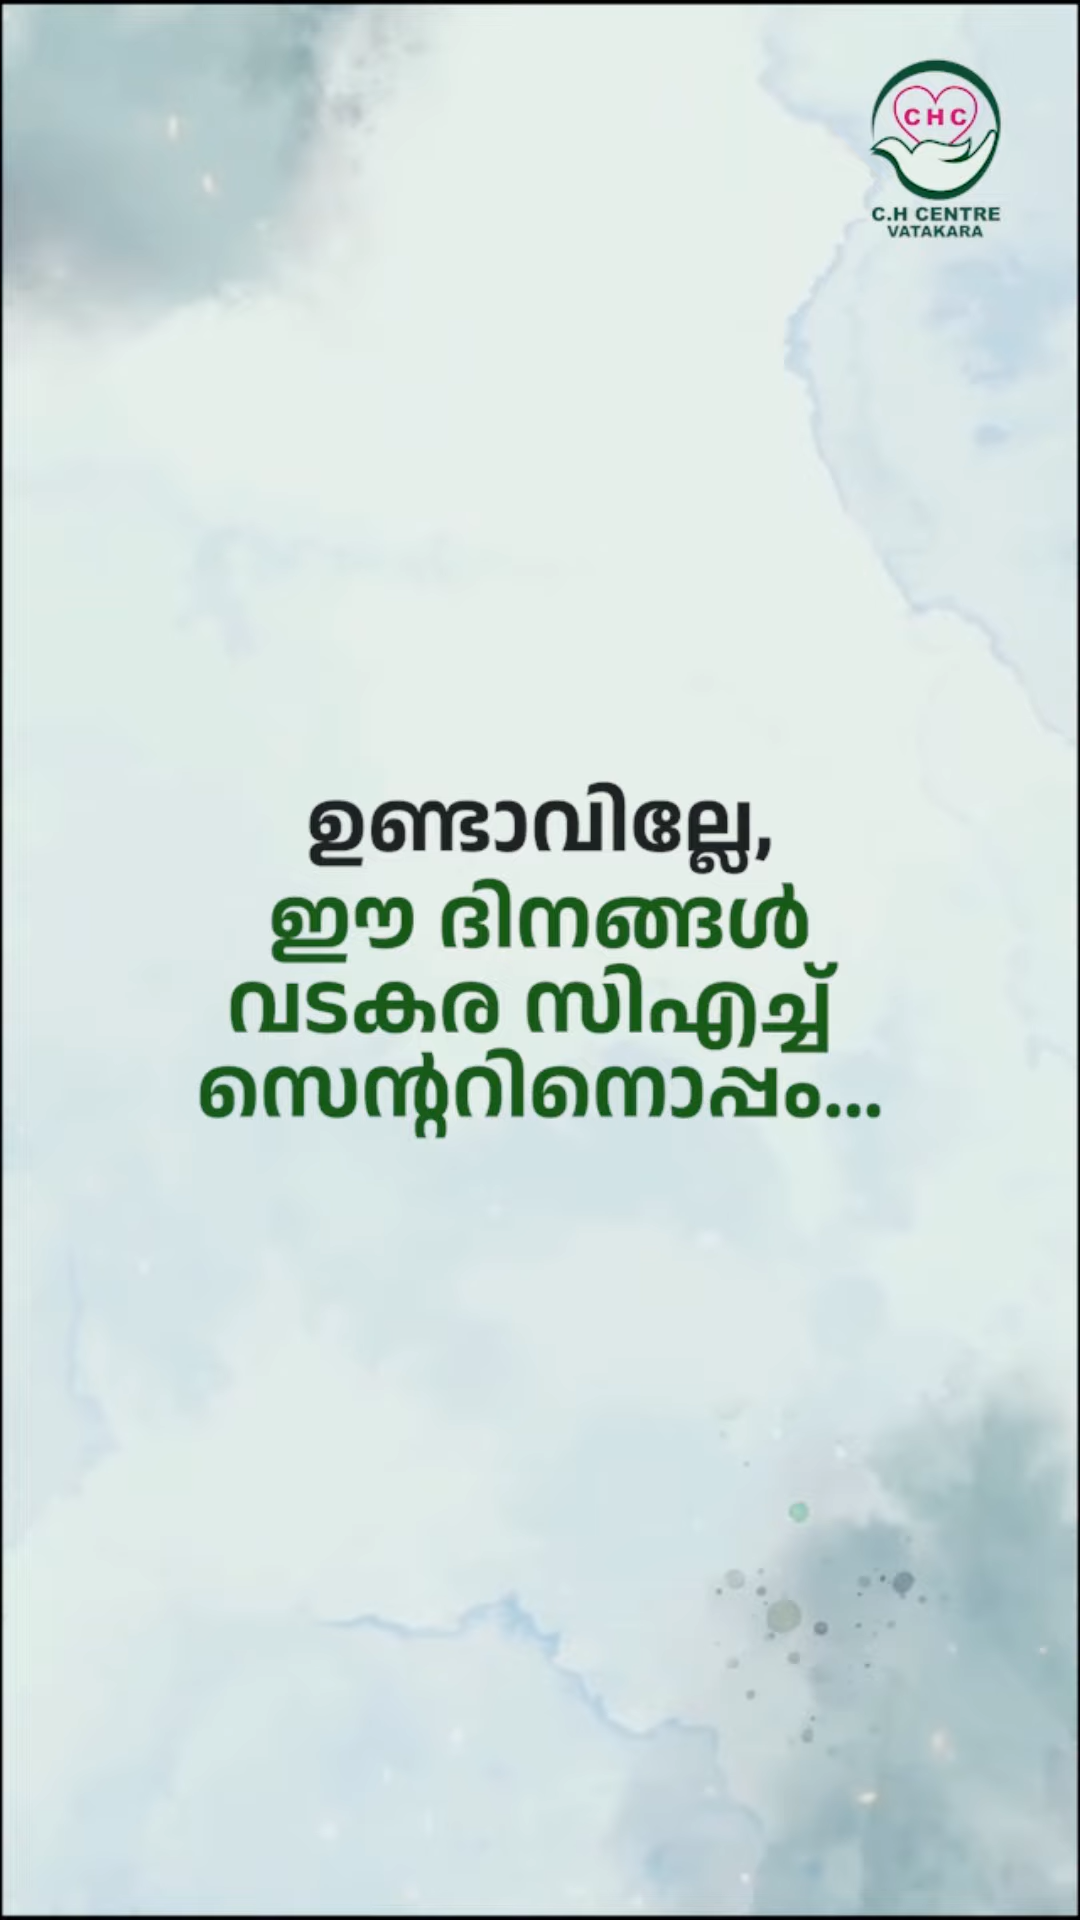 CHC
C.H CENTRE
VATAKARA
ഉണ്ടാവില്ലേ,
ഈ ദിനങ്ങൾ
വടകര സിഎച്ച്
സെന്ററിനൊപ്പം...